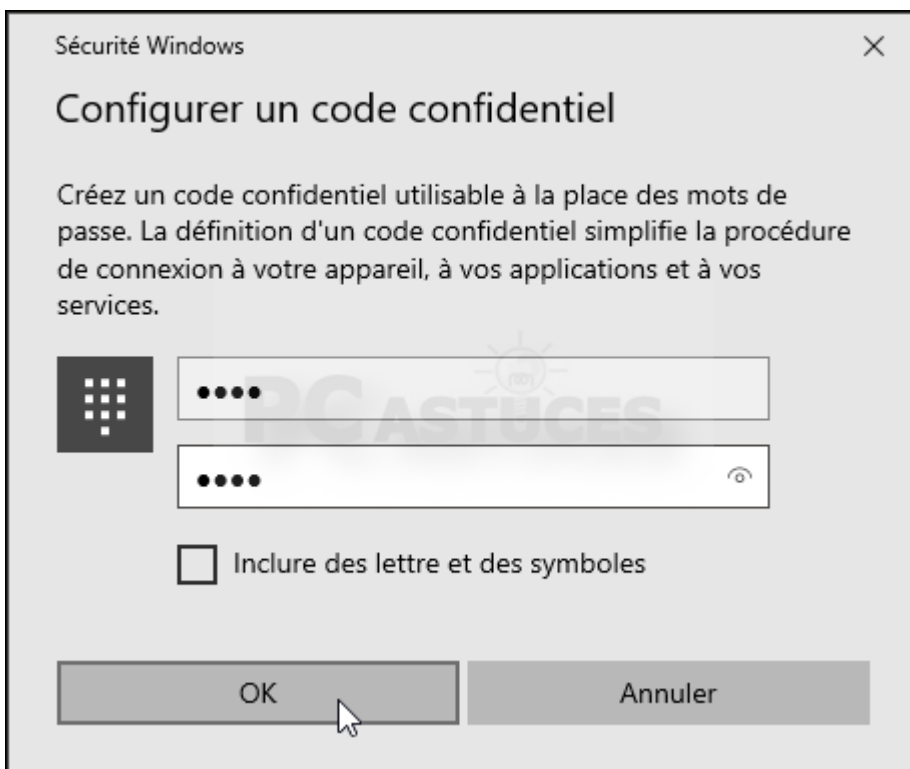 Sécurité Windows
Configurer un code confidentiel
Créez un code confidentiel utilisable à la place des mots de
passe. La définition d'un code confidentiel simplifie la procédure
de connexion à votre appareil, à vos applications et à vos
services.
●●●●
PC ASTUCES
●●●●
Inclure des lettre et des symboles
OK
Annuler